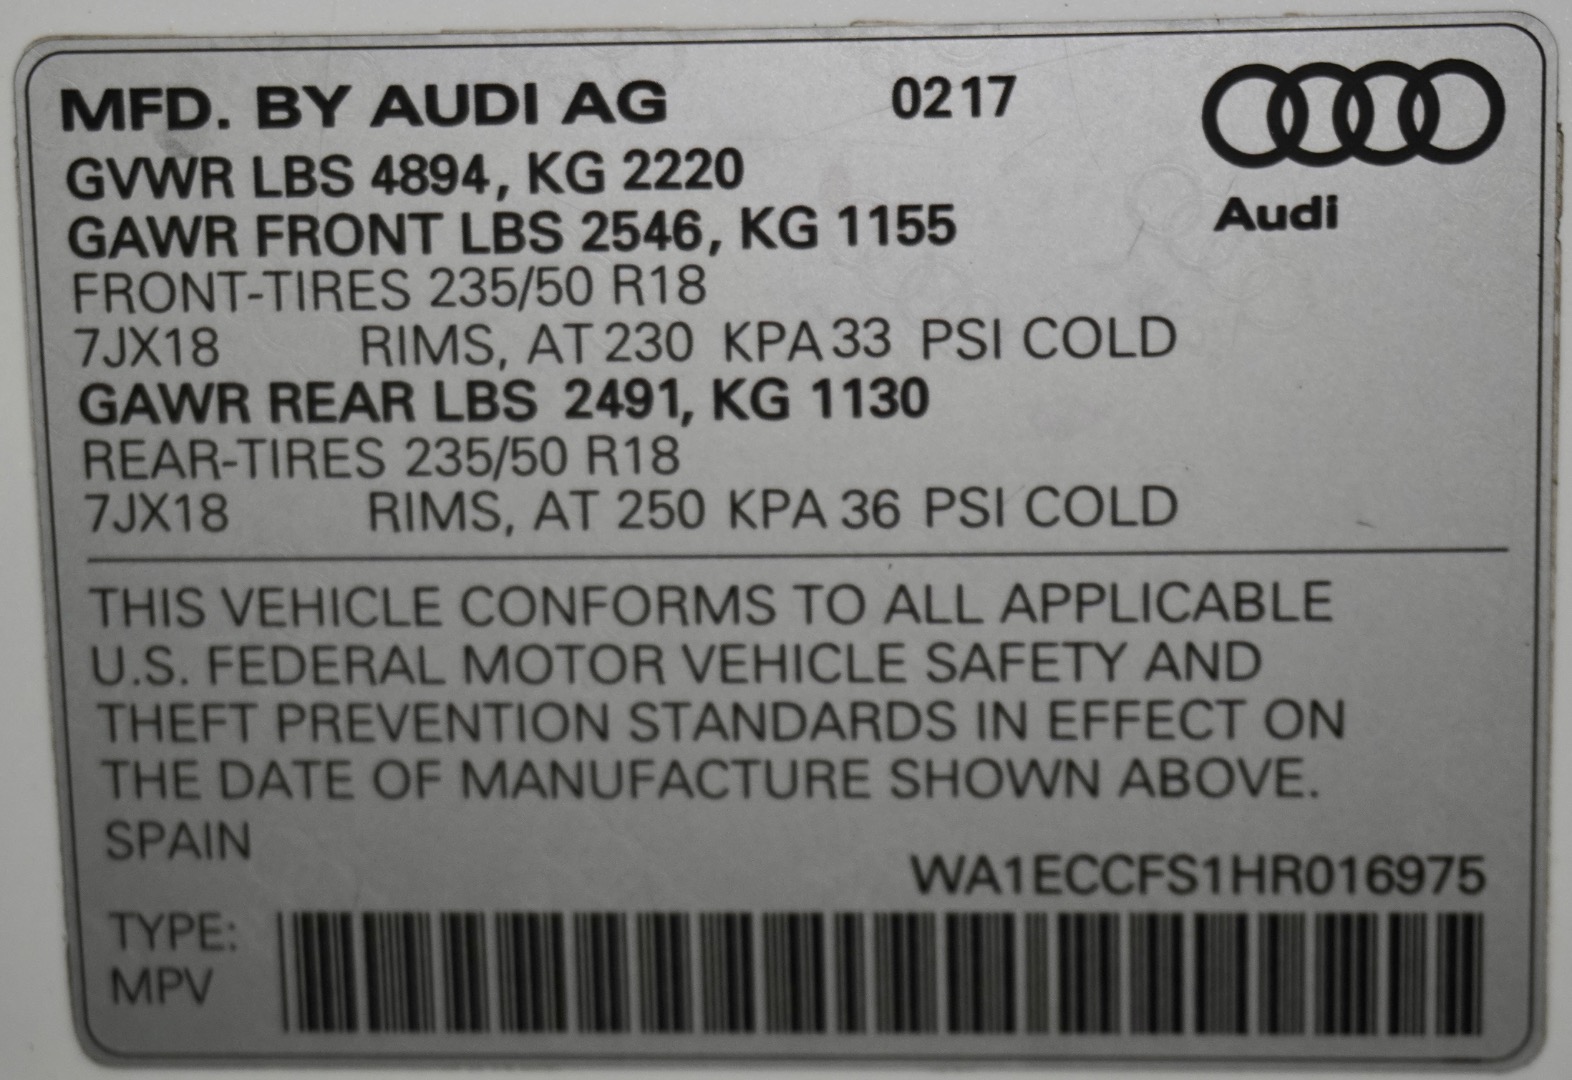 MFD. BY AUDI AG 0217
GVWR LBS 4894, KG 2220
GAWR FRONT LBS 2546, KG 1155
Audi
FRONT-TIRES 235/50 R18
7JX18 RIMS, AT 230 KPA 33 PSI COLD
GAWR REAR LBS 2491, KG 1130
REAR-TIRES 235/50 R18
7JX18 RIMS, AT 250 KPA 36 PSI COLD
THIS VEHICLE CONFORMS TO ALL APPLICABLE
U.S. FEDERAL MOTOR VEHICLE SAFETY AND
THEFT PREVENTION STANDARDS IN EFFECT ON
THE DATE OF MANUFACTURE SHOWN ABOVE.
SPAIN
WA1ECCFS1HR016975
TYPE:
MPV